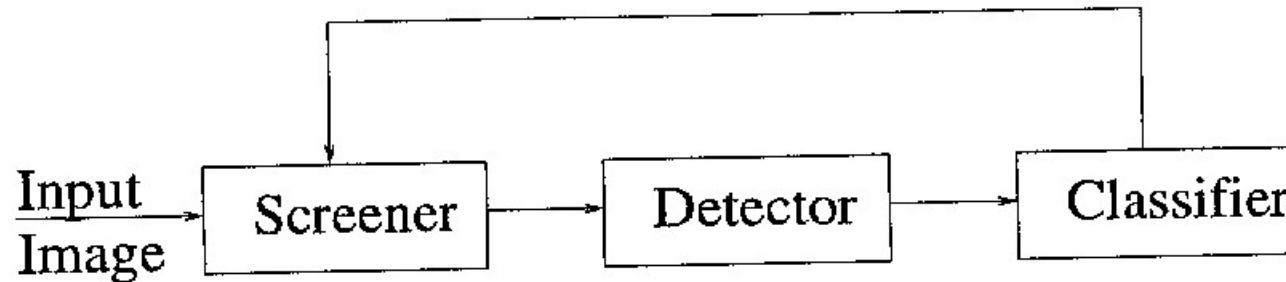 Input
Image
Screener
Detector
Classifier